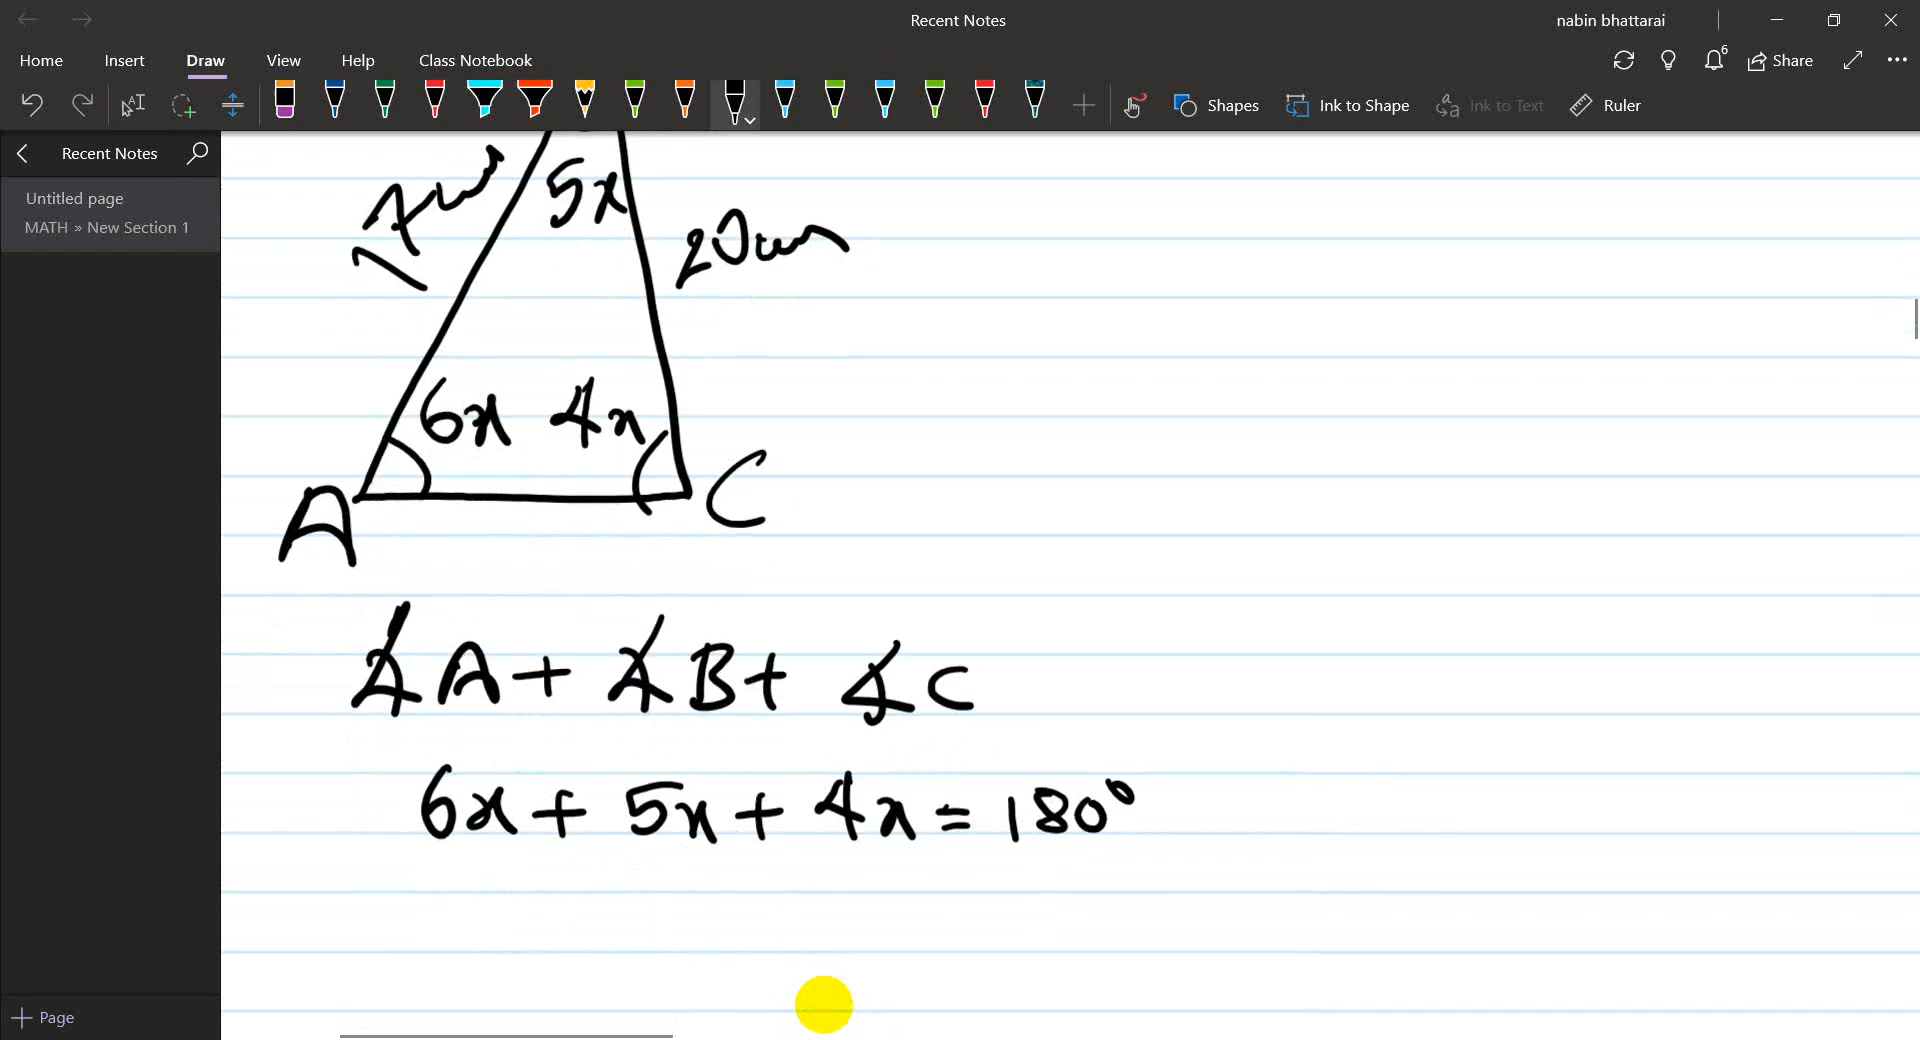 Recent Notes
nabin bhattarai
Home Insert Draw View Help Class Notebook
6
Share
Shapes Ink to Shape Ink to Text Ruler
Recent Notes
Untitled page
MATH » New Section 1
5x
20cm
6x 4x
A C
∡A + ∡B + ∡C
6x + 5x + 4x = 180°
+ Page